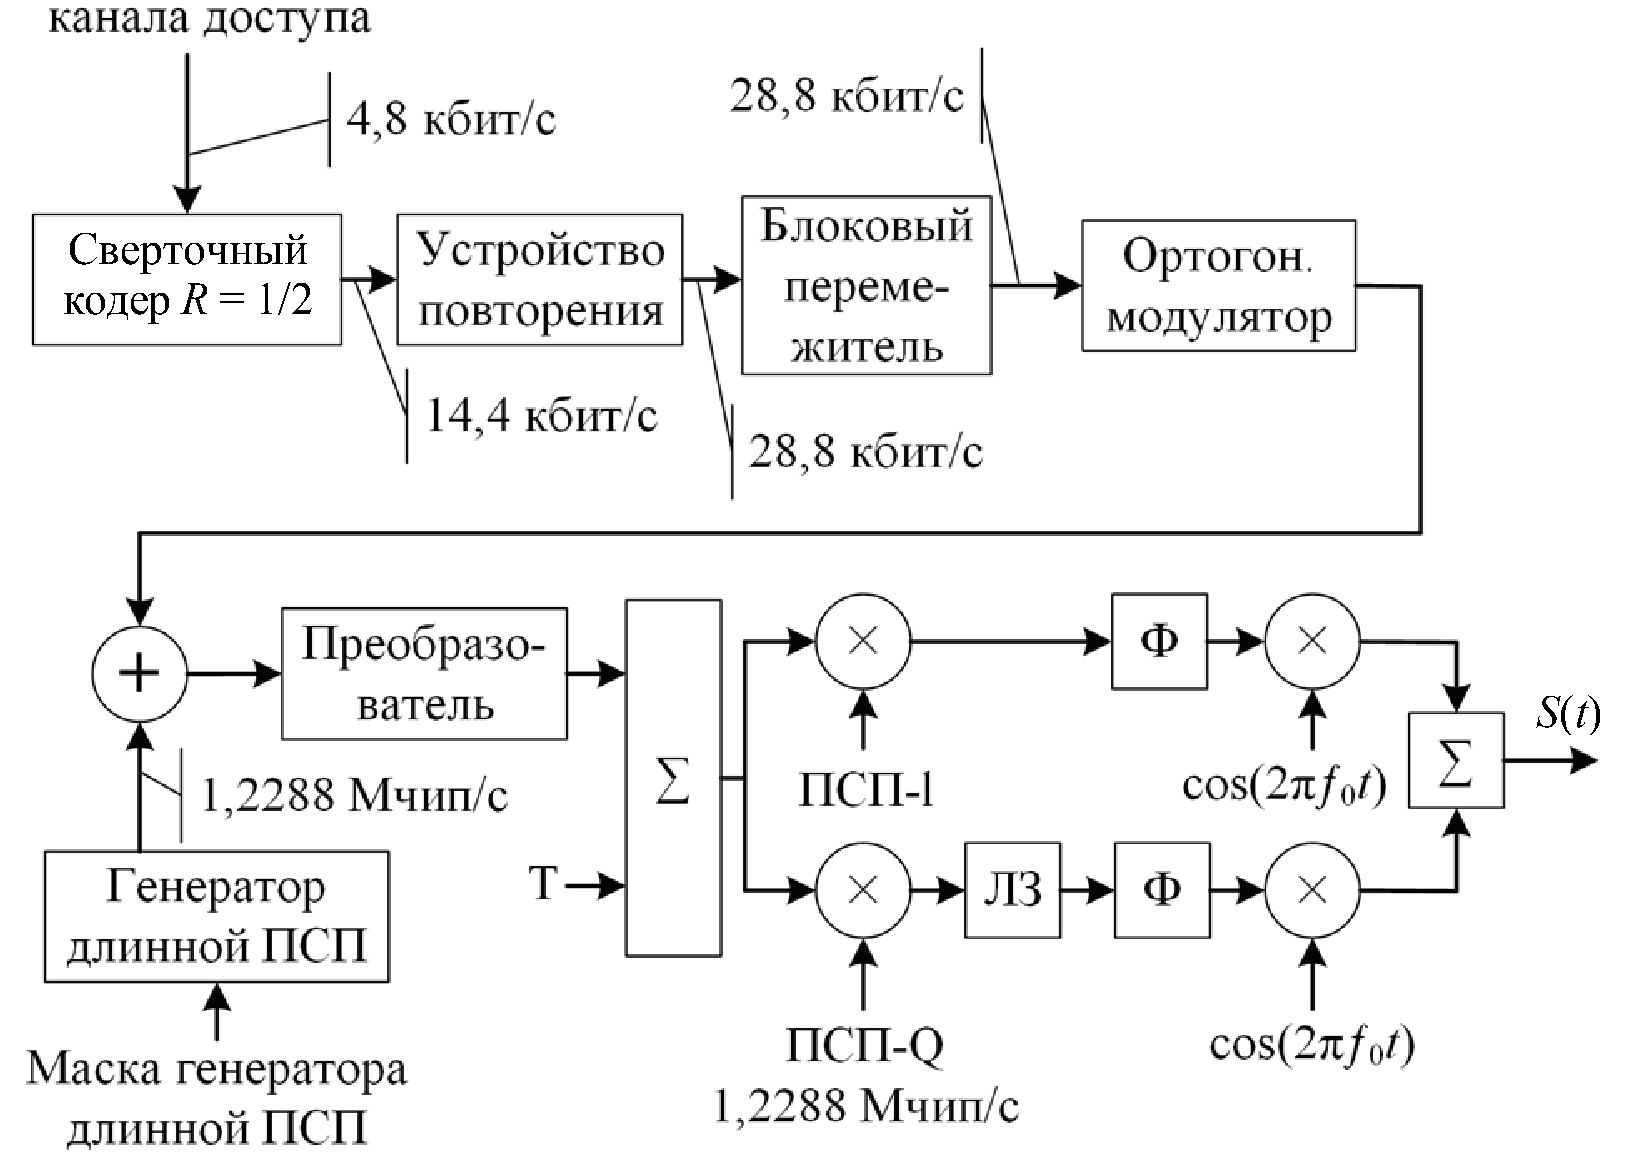 канала доступа
4,8 кбит/с
28,8 кбит/с
Сверточный
кодер R = 1/2
Устройство
повторения
Блоковый
переме-
житель
Ортогон.
модулятор
14,4 кбит/с
28,8 кбит/с
+
Преобразо-
ватель
∑
×
Ф
×
S(t)
∑
1,2288 Мчип/с
ПСП-I
cos(2πf₀t)
Генератор
длинной ПСП
Т
×
ЛЗ
Ф
×
Маска генератора
длинной ПСП
ПСП-Q
1,2288 Мчип/с
cos(2πf₀t)